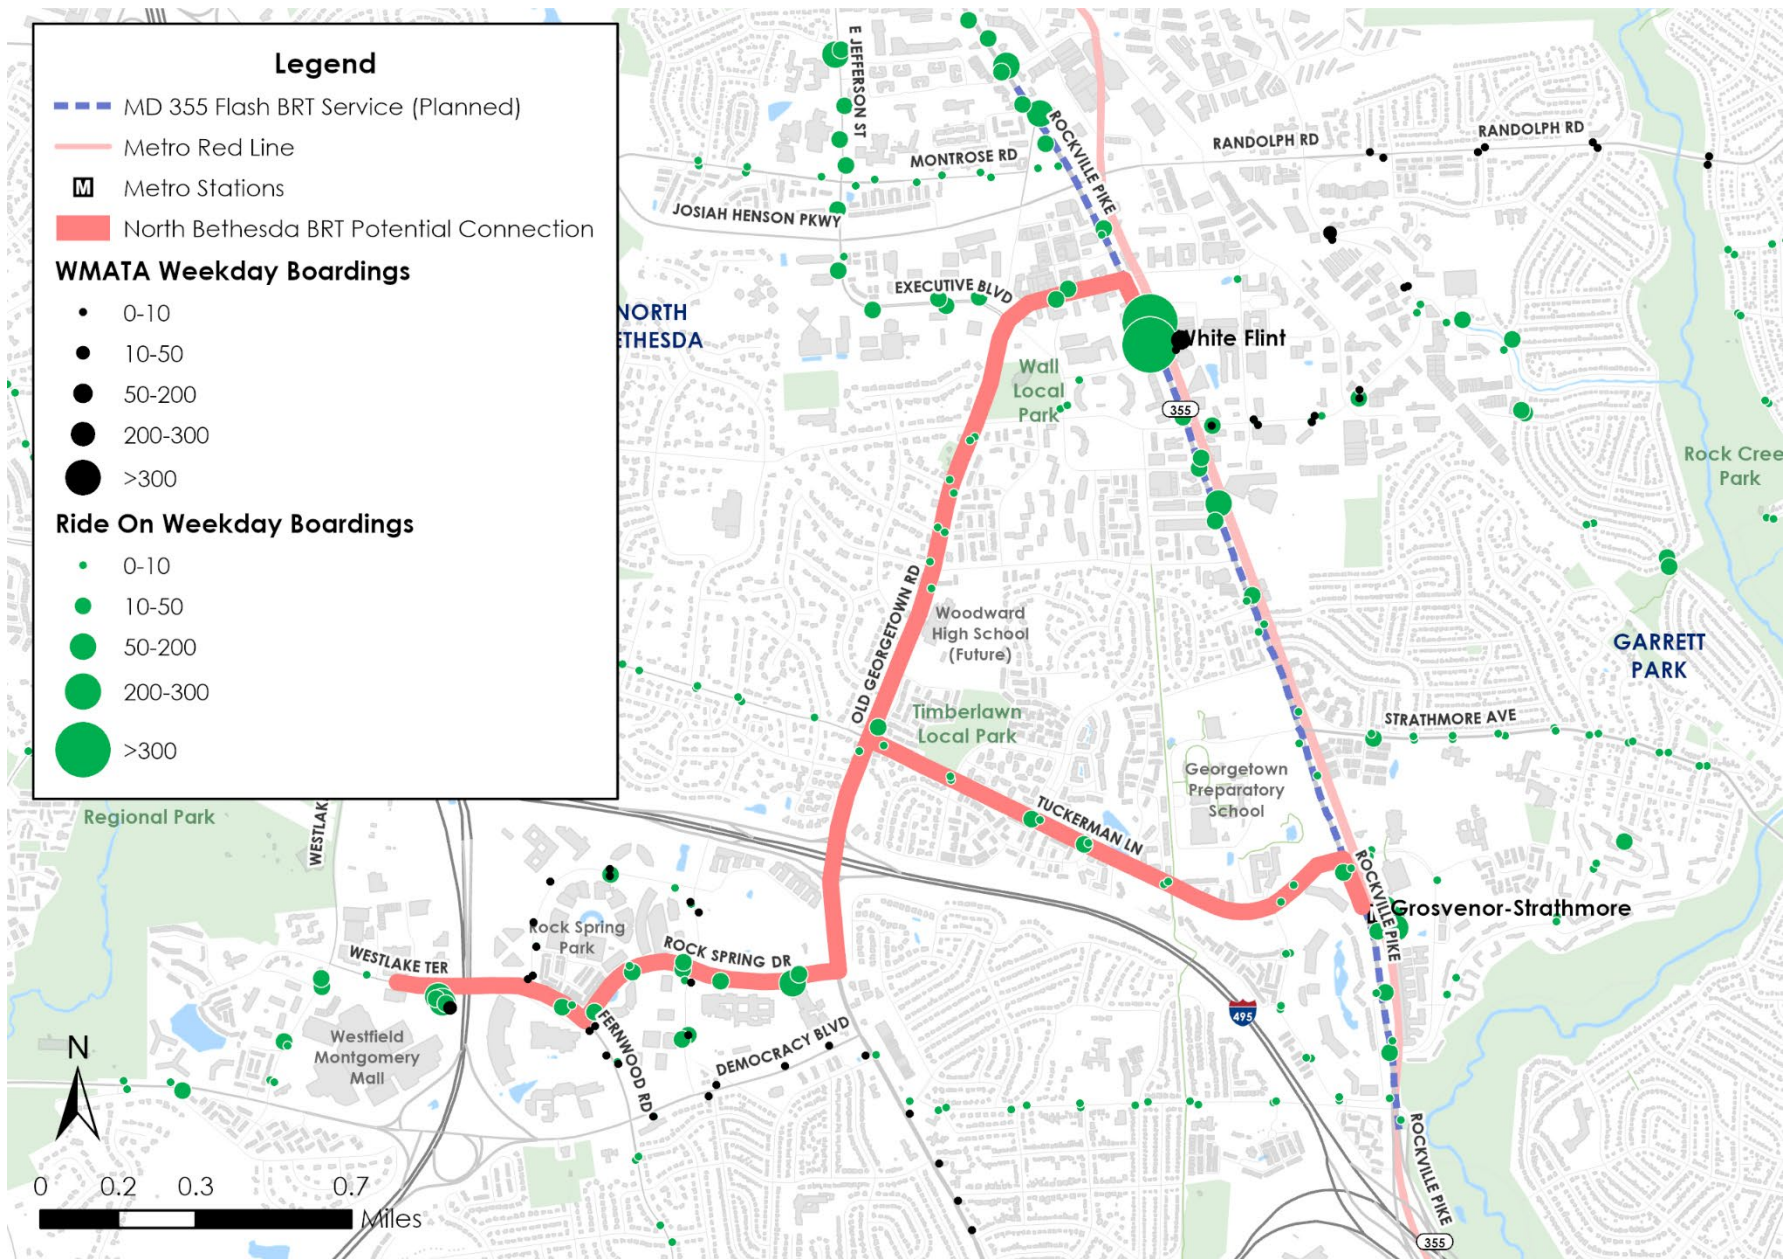 Legend
MD 355 Flash BRT Service (Planned)
Metro Red Line
M
Metro Stations
North Bethesda BRT Potential Connection
WMATA Weekday Boardings
0-10
10-50
50-200
200-300
>300
Ride On Weekday Boardings
0-10
10-50
50-200
200-300
>300
E JEFFERSON ST
ROCKVILLE PIKE
MONTROSE RD
RANDOLPH RD
RANDOLPH RD
JOSIAH HENSON PKWY
EXECUTIVE BLVD
NORTH
ETHESDA
White Flint
Wall
Local
Park
355
Rock Cree
Park
OLD GEORGETOWN RD
Woodward
High School
(Future)
GARRETT
PARK
Timberlawn
Local Park
STRATHMORE AVE
Georgetown
Preparatory
School
TUCKERMAN LN
Regional Park
WESTLAK
ROCKVILLE PIKE
Grosvenor-Strathmore
Rock Spring
Park
ROCK SPRING DR
WESTLAKE TER
FERNWOOD RD
DEMOCRACY BLVD
Westfield
Montgomery
Mall
495
N
ROCKVILLE PIKE
355
0 0.2 0.3 0.7
Miles